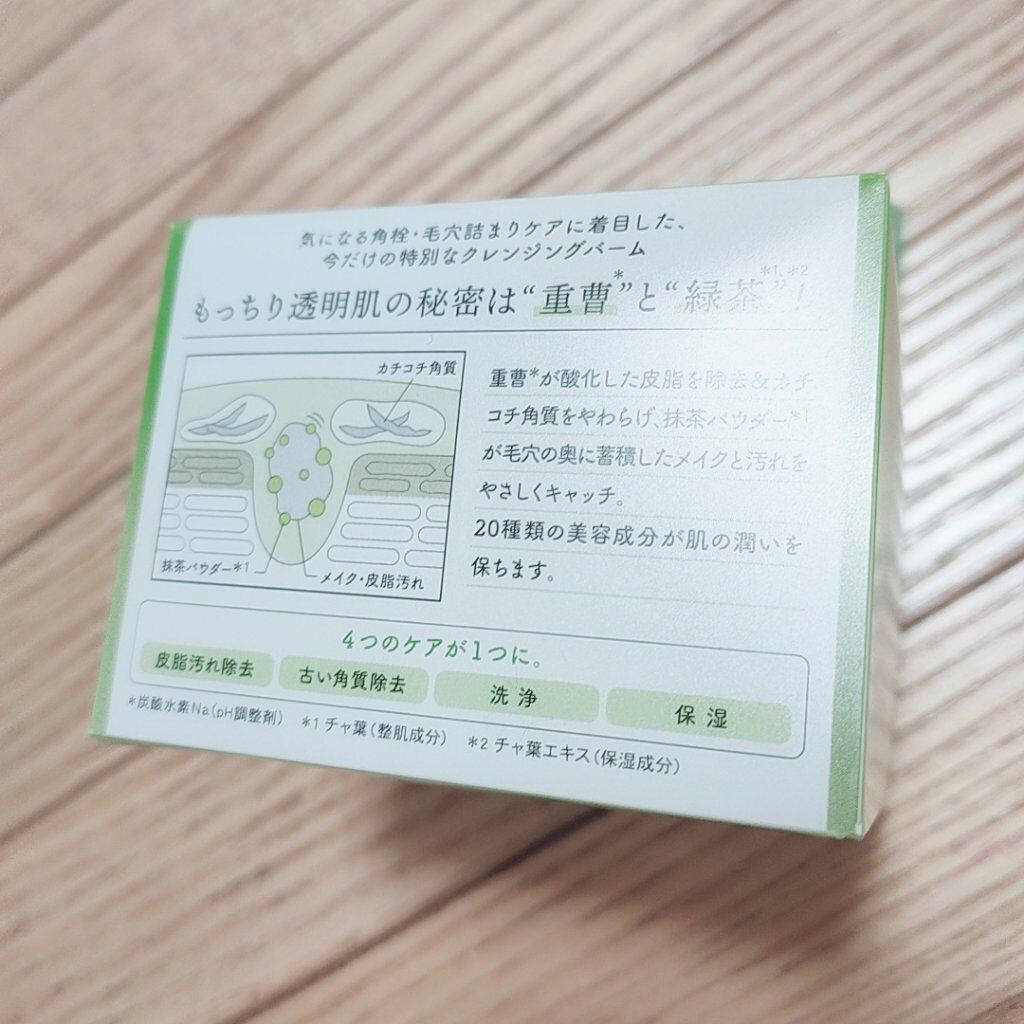 気になる角栓・毛穴詰まりケアに着目した、
今だけの特別なクレンジングバーム
もっちり透明肌の秘密は“重曹*”と“緑茶*1、*2”!
カチコチ角質
抹茶パウダー*1
メイク・皮脂汚れ
重曹*が酸化した皮脂を除去&カチ
コチ角質をやわらげ、抹茶パウダー*1
が毛穴の奥に蓄積したメイクと汚れを
やさしくキャッチ。
20種類の美容成分が肌の潤いを
保ちます。
4つのケアが1つに。
皮脂汚れ除去 古い角質除去 洗浄 保湿
*炭酸水素Na(pH調整剤) *1 チャ葉(整肌成分) *2 チャ葉エキス(保湿成分)